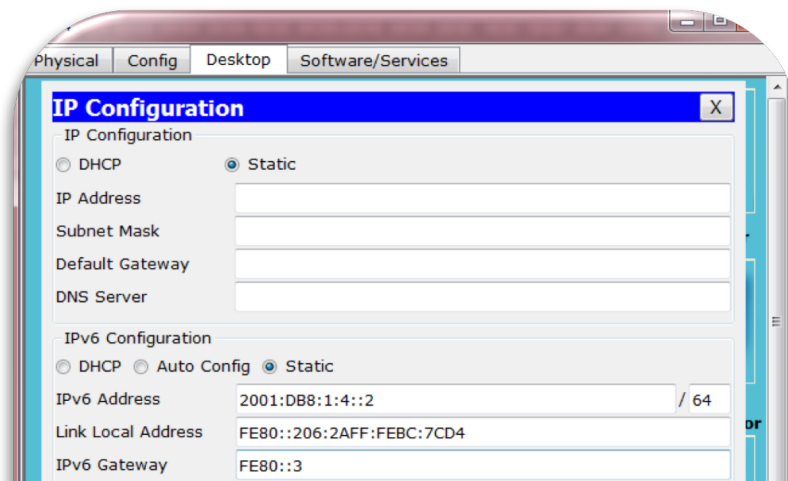 Physical Config Desktop Software/Services
IP Configuration X
IP Configuration
DHCP Static
IP Address
Subnet Mask
Default Gateway
DNS Server
IPv6 Configuration
DHCP Auto Config Static
IPv6 Address 2001:DB8:1:4::2 / 64
Link Local Address FE80::206:2AFF:FEBC:7CD4
IPv6 Gateway FE80::3